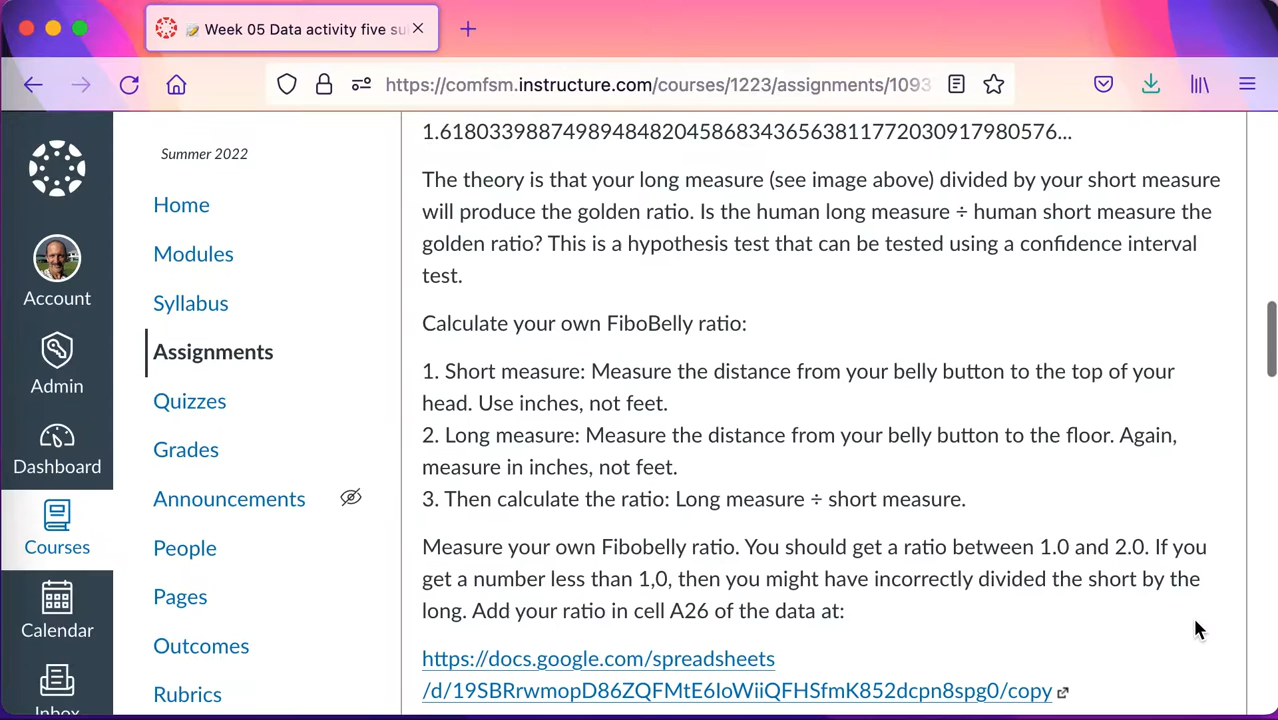 Week 05 Data activity five su
https://comfsm.instructure.com/courses/1223/assignments/1093
Account
Admin
Dashboard
Courses
Calendar
Inbox
Summer 2022
Home
Modules
Syllabus
Assignments
Quizzes
Grades
Announcements
People
Pages
Outcomes
Rubrics
1.61803398874989484820458683436563811772030917980576...
The theory is that your long measure (see image above) divided by your short measure
will produce the golden ratio. Is the human long measure ÷ human short measure the
golden ratio? This is a hypothesis test that can be tested using a confidence interval
test.
Calculate your own FiboBelly ratio:
1. Short measure: Measure the distance from your belly button to the top of your
head. Use inches, not feet.
2. Long measure: Measure the distance from your belly button to the floor. Again,
measure in inches, not feet.
3. Then calculate the ratio: Long measure ÷ short measure.
Measure your own Fibobelly ratio. You should get a ratio between 1.0 and 2.0. If you
get a number less than 1,0, then you might have incorrectly divided the short by the
long. Add your ratio in cell A26 of the data at:
https://docs.google.com/spreadsheets
/d/19SBRrwmopD86ZQFMtE6IoWiiQFHSfmK852dcpn8spg0/copy